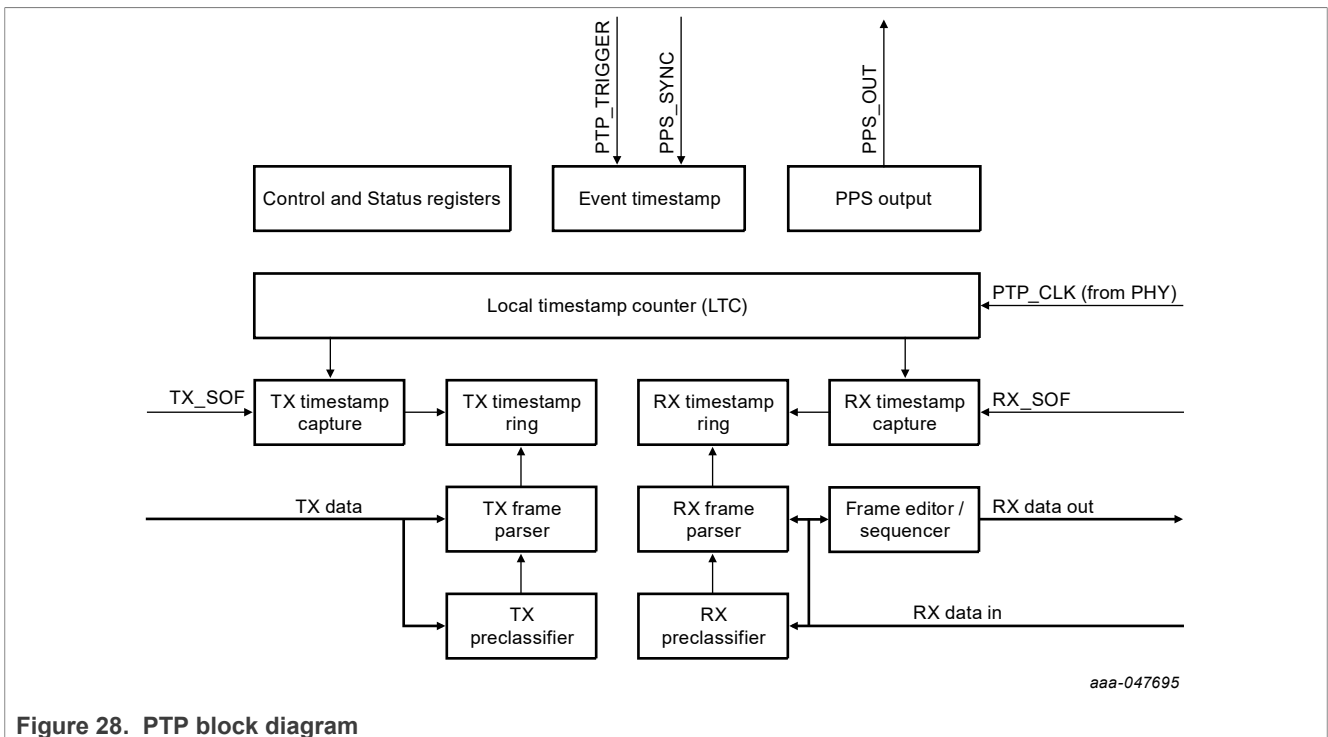 PTP_TRIGGER
PPS_SYNC
PPS_OUT
Control and Status registers
Event timestamp
PPS output
Local timestamp counter (LTC)
PTP_CLK (from PHY)
TX_SOF
TX timestamp
capture
TX timestamp
ring
RX timestamp
ring
RX timestamp
capture
RX_SOF
TX data
TX frame
parser
RX frame
parser
Frame editor /
sequencer
RX data out
TX
preclassifier
RX
preclassifier
RX data in
aaa-047695
Figure 28. PTP block diagram